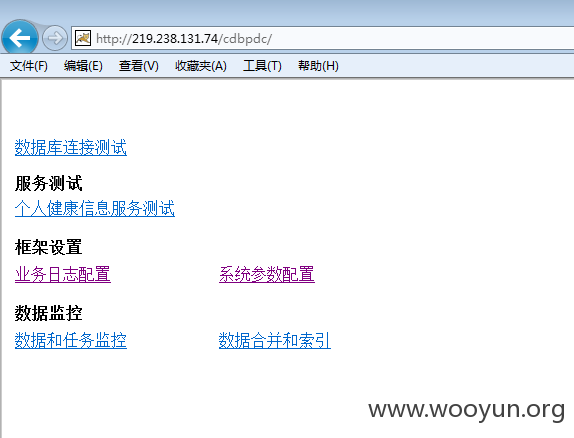 http://219.238.131.74/cdbpdc/
文件(F) 编辑(E) 查看(V) 收藏夹(A) 工具(T) 帮助(H)
数据库连接测试
服务测试
个人健康信息服务测试
框架设置
业务日志配置 系统参数配置
数据监控
数据和任务监控 数据合并和索引
www.wooyun.org